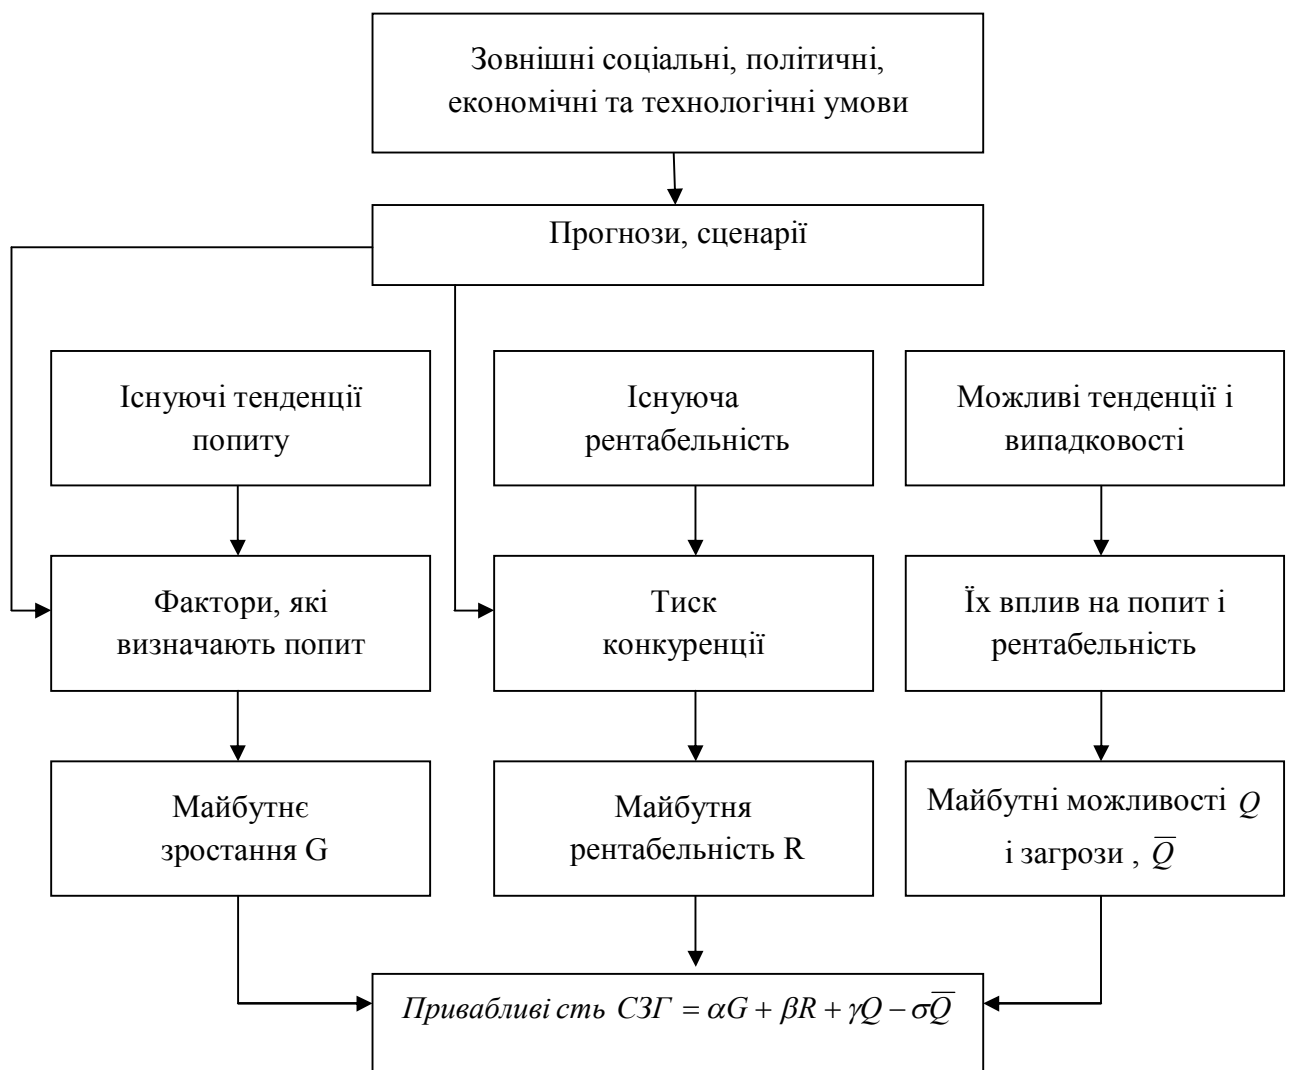 Зовнішні соціальні, політичні,
економічні та технологічні умови
Прогнози, сценарії
Існуючі тенденції
попиту
Існуюча
рентабельність
Можливі тенденції і
випадковості
Фактори, які
визначають попит
Тиск
конкуренції
Їх вплив на попит і
рентабельність
Майбутнє
зростання G
Майбутня
рентабельність R
Майбутні можливості Q
і загрози , Q̅
Привабливі сть СЗГ = αG + βR + γQ − σQ̅